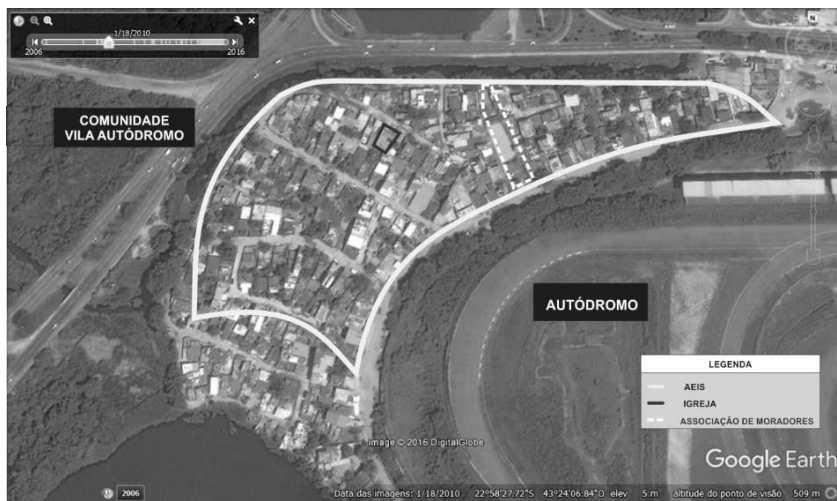 1/18/2010
2006
2016
N
COMUNIDADE
VILA AUTÓDROMO
AUTÓDROMO
LEGENDA
AEIS
IGREJA
ASSOCIAÇÃO DE MORADORES
Image © 2016 DigitalGlobe
Google Earth
2006
Data das imagens: 1/18/2010 22°58'27.72"S 43°24'06.84"O elev 5 m altitude do ponto de visão 509 m